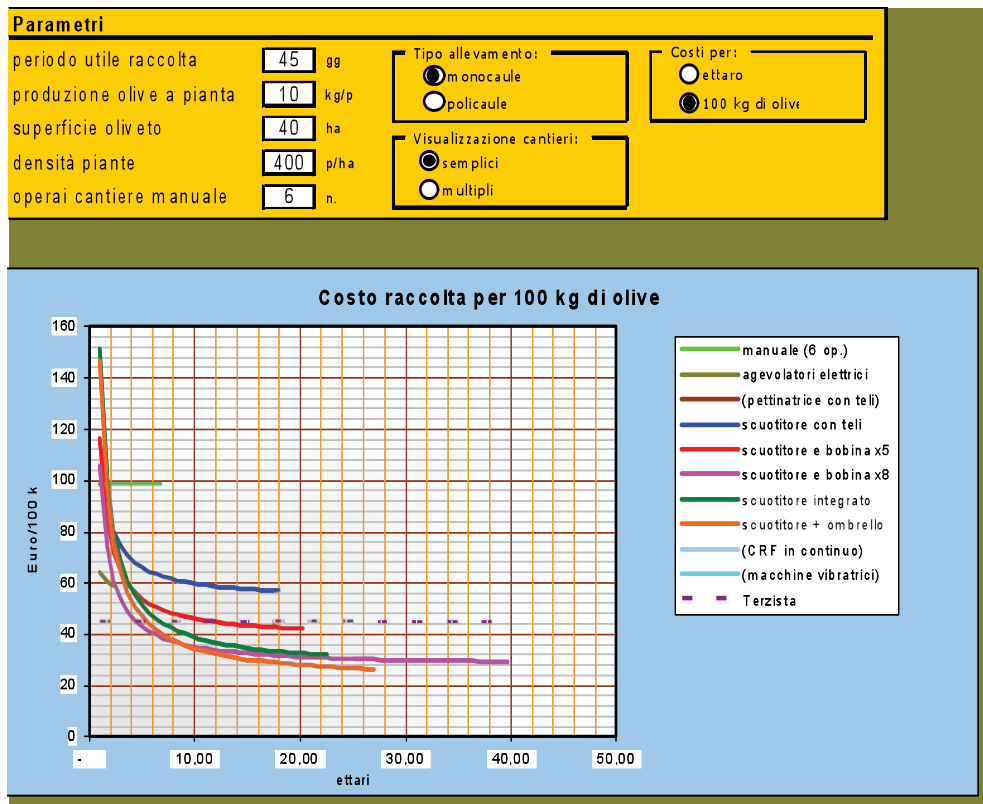 Parametri
periodo utile raccolta 45 gg
produzione olive a pianta 10 kg/p
superficie oliveto 40 ha
densità piante 400 p/ha
operai cantiere manuale 6 n.
Tipo allevamento:
monocaule
policaule
Visualizzazione cantieri:
semplici
multipli
Costi per:
ettaro
100 kg di olive
Costo raccolta per 100 kg di olive
Euro/100 k
160
140
120
100
80
60
40
20
0
- 10,00 20,00 30,00 40,00 50,00
ettari
manuale (6 op.)
agevolatori elettrici
(pettinatrice con teli)
scuotitore con teli
scuotitore e bobina x5
scuotitore e bobina x8
scuotitore integrato
scuotitore + ombrello
(CRF in continuo)
(macchine vibratrici)
Terzista